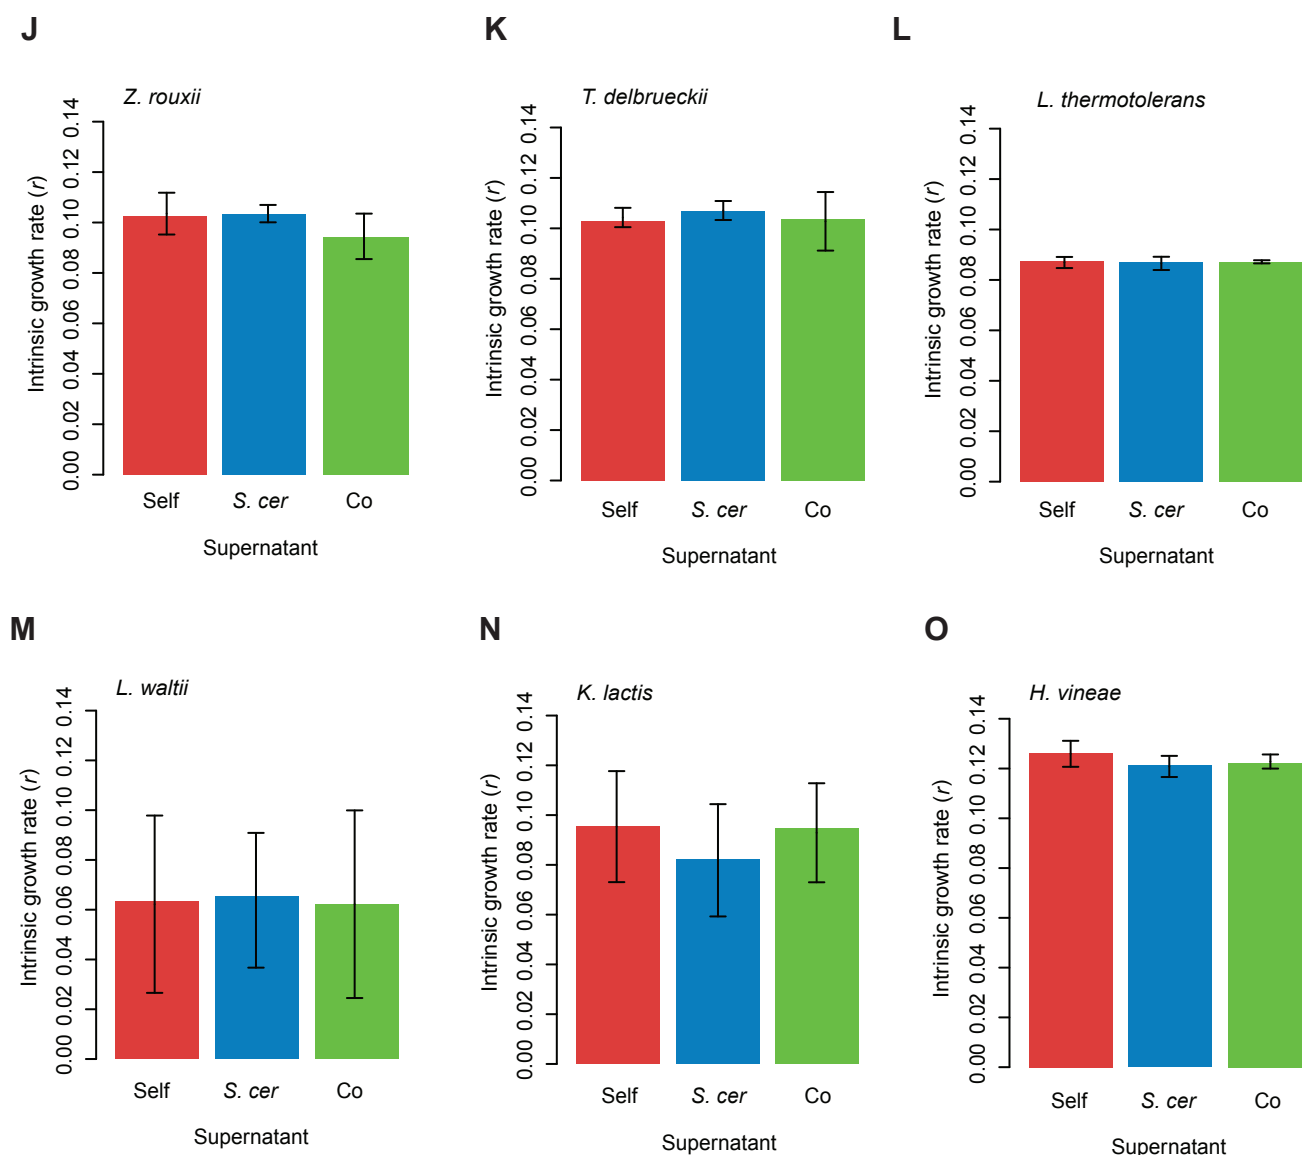 J
Z. rouxii
Intrinsic growth rate (r)
0.00 0.02 0.04 0.06 0.08 0.10 0.12 0.14
Self S. cer Co
Supernatant
K
T. delbrueckii
Intrinsic growth rate (r)
0.00 0.02 0.04 0.06 0.08 0.10 0.12 0.14
Self S. cer Co
Supernatant
L
L. thermotolerans
Intrinsic growth rate (r)
0.00 0.02 0.04 0.06 0.08 0.10 0.12 0.14
Self S. cer Co
Supernatant
M
L. waltii
Intrinsic growth rate (r)
0.00 0.02 0.04 0.06 0.08 0.10 0.12 0.14
Self S. cer Co
Supernatant
N
K. lactis
Intrinsic growth rate (r)
0.00 0.02 0.04 0.06 0.08 0.10 0.12 0.14
Self S. cer Co
Supernatant
O
H. vineae
Intrinsic growth rate (r)
0.00 0.02 0.04 0.06 0.08 0.10 0.12 0.14
Self S. cer Co
Supernatant